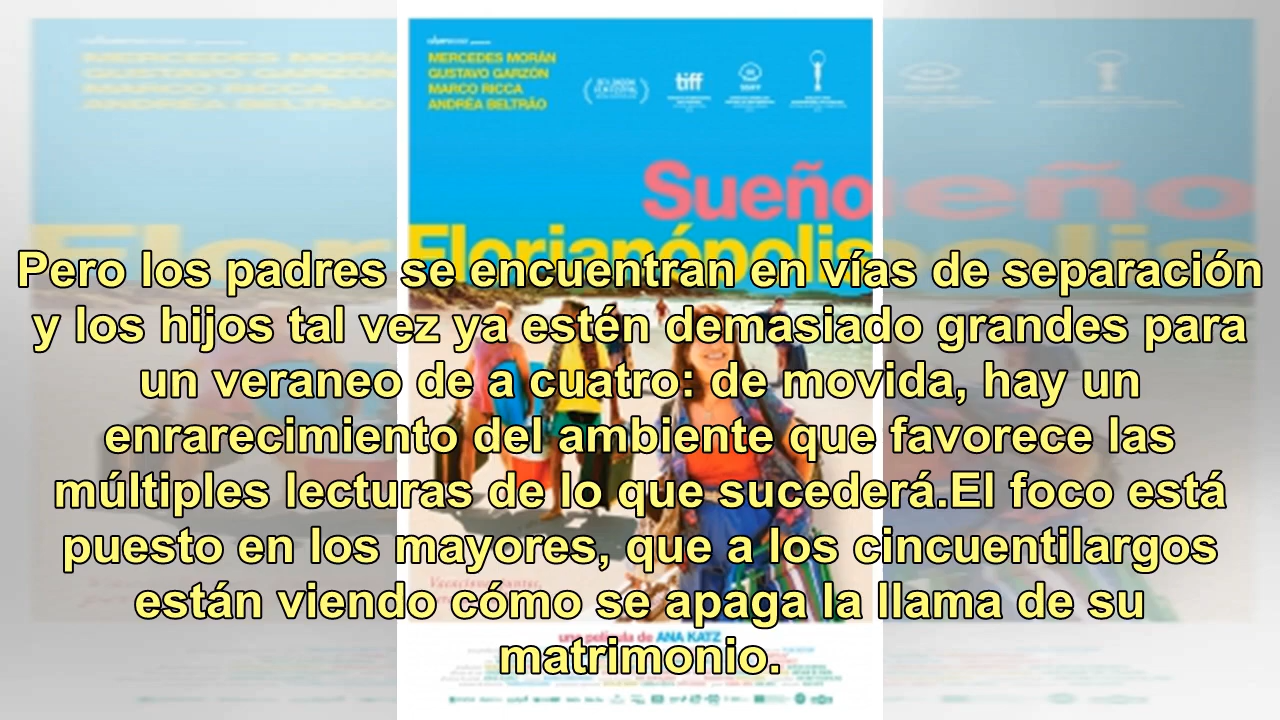 MERCEDES MORÁN
GUSTAVO GARZÓN
MARCO RICCA
ANDRÉA BELTRÃO
tiff
Sueño
Florianópolis
Pero los padres se encuentran en vías de separación
y los hijos tal vez ya estén demasiado grandes para
un veraneo de a cuatro: de movida, hay un
enrarecimiento del ambiente que favorece las
múltiples lecturas de lo que sucederá.El foco está
puesto en los mayores, que a los cincuentilargos
están viendo cómo se apaga la llama de su
matrimonio.
una película de ANA KATZ